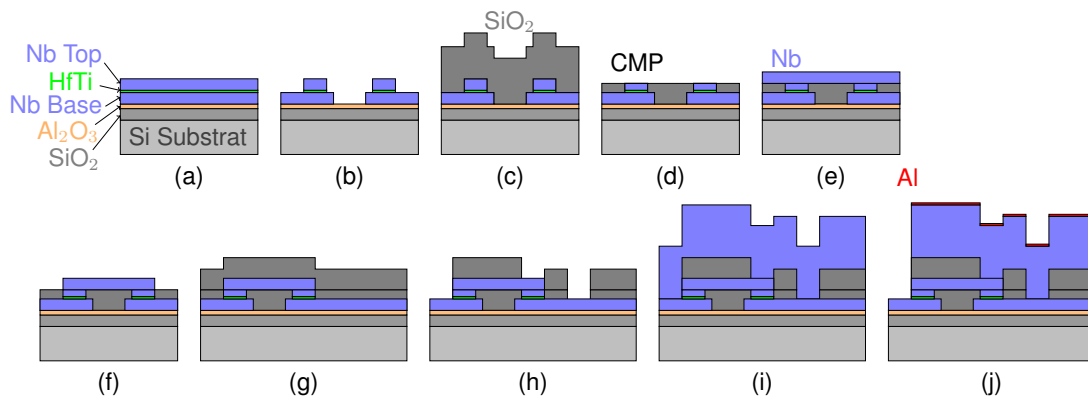 SiO₂
Nb Top
HfTi
Nb Base
Al₂O₃
SiO₂
Si Substrat
CMP
Nb
(a)
(b)
(c)
(d)
(e)
Al
(f)
(g)
(h)
(i)
(j)